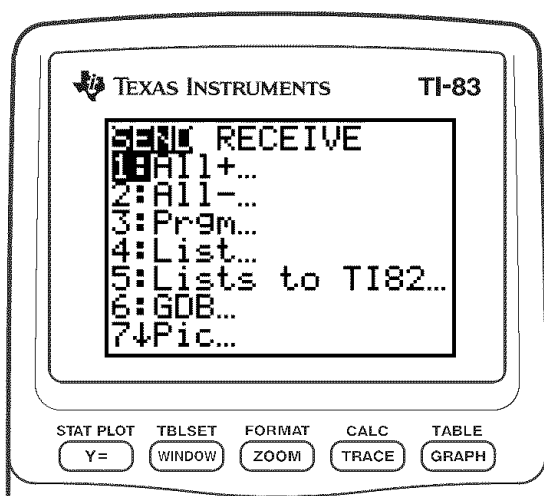 TEXAS INSTRUMENTS TI-83
SEND RECEIVE
1:All+...
2:All-...
3:Prgm...
4:List...
5:Lists to TI82...
6:GDB...
7↓Pic...
STAT PLOT TBLSET FORMAT CALC TABLE
Y= WINDOW ZOOM TRACE GRAPH